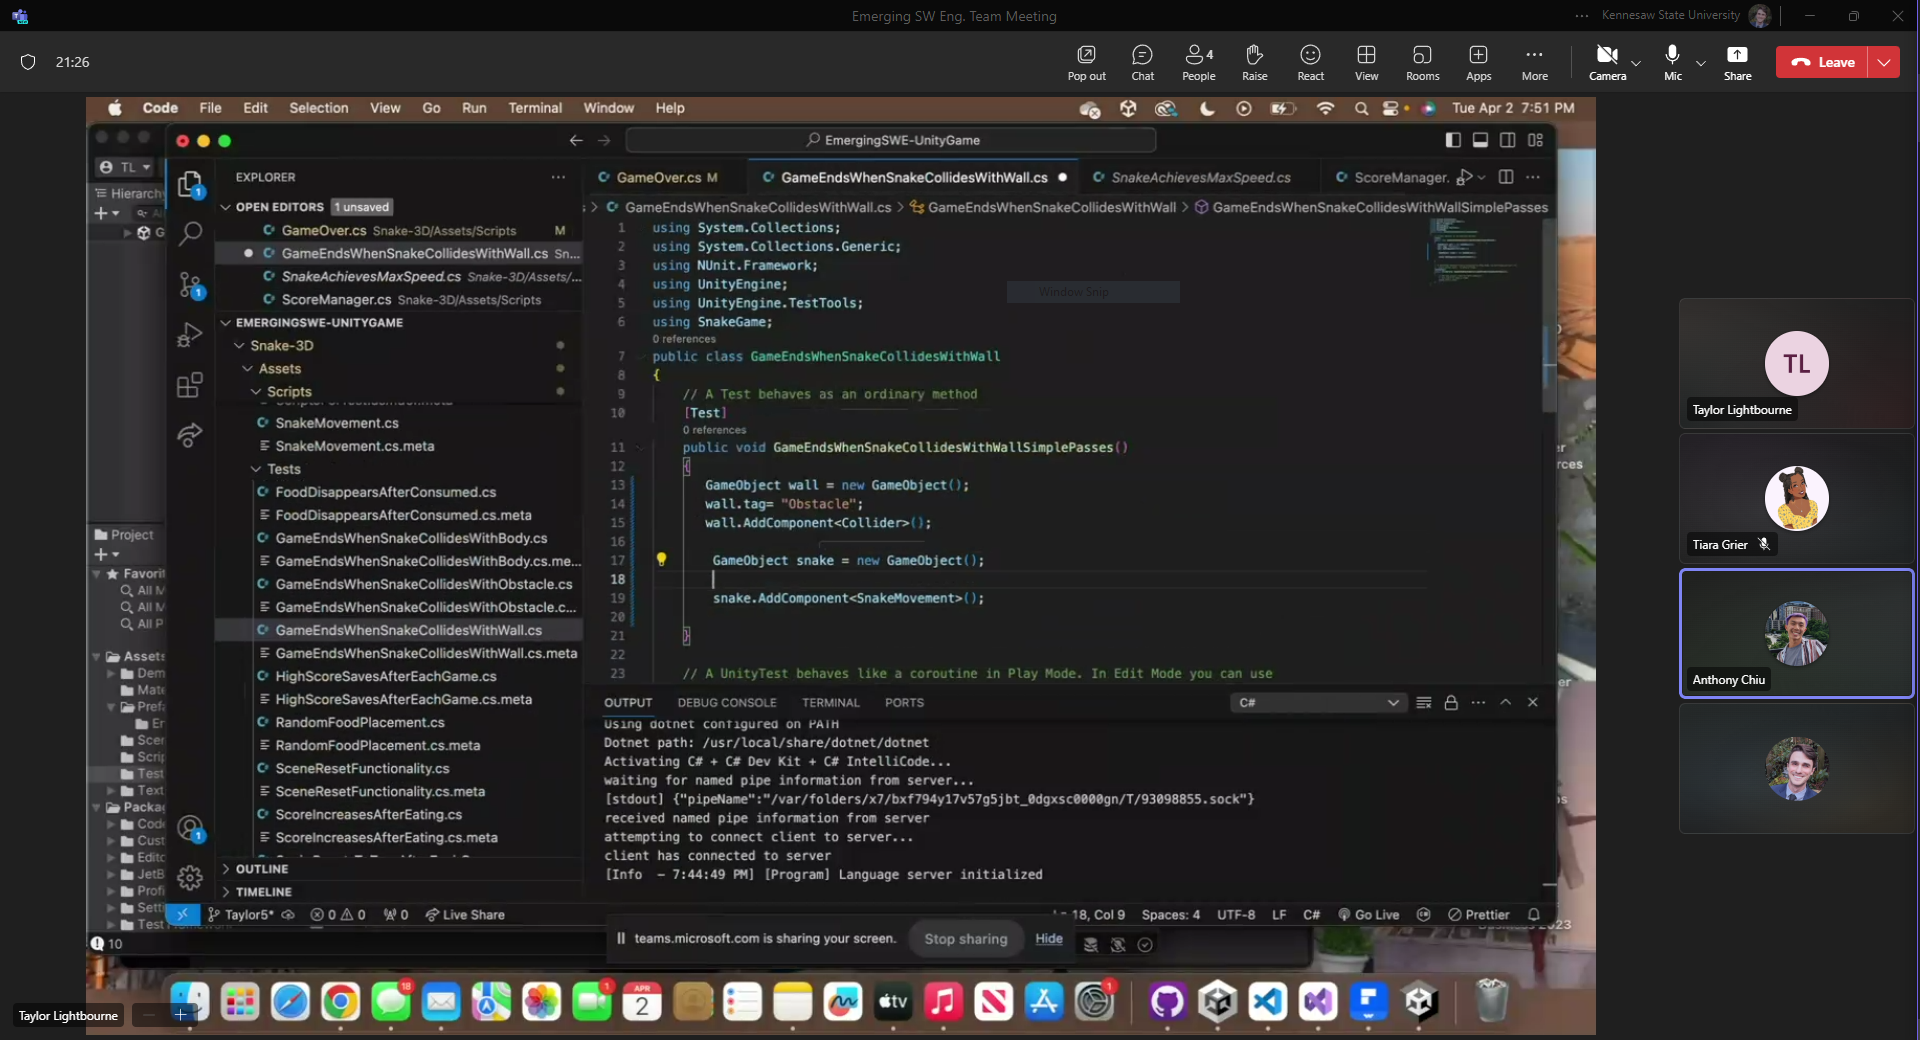 Emerging SW Eng. Team Meeting
Kennesaw State University
21:26
Pop out
Chat
4
People
Raise
React
View
Rooms
Apps
More
Camera
Mic
Share
Leave
Code File Edit Selection View Go Run Terminal Window Help
Tue Apr 2 7:51 PM
EmergingSWE-UnityGame
TL
Hierarchy
EXPLORER
OPEN EDITORS 1 unsaved
GameOver.cs Snake-3D/Assets/Scripts M
GameEndsWhenSnakeCollidesWithWall.cs Sn...
SnakeAchievesMaxSpeed.cs Snake-3D/Assets/...
ScoreManager.cs Snake-3D/Assets/Scripts
EMERGINGSWE-UNITYGAME
Snake-3D
Assets
Scripts
SnakeMovement.cs
SnakeMovement.cs.meta
Tests
FoodDisappearsAfterConsumed.cs
FoodDisappearsAfterConsumed.cs.meta
GameEndsWhenSnakeCollidesWithBody.cs
GameEndsWhenSnakeCollidesWithBody.cs.me...
GameEndsWhenSnakeCollidesWithObstacle.cs
GameEndsWhenSnakeCollidesWithObstacle.c...
GameEndsWhenSnakeCollidesWithWall.cs
GameEndsWhenSnakeCollidesWithWall.cs.meta
HighScoreSavesAfterEachGame.cs
HighScoreSavesAfterEachGame.cs.meta
RandomFoodPlacement.cs
RandomFoodPlacement.cs.meta
SceneResetFunctionality.cs
SceneResetFunctionality.cs.meta
ScoreIncreasesAfterEating.cs
ScoreIncreasesAfterEating.cs.meta
OUTLINE
TIMELINE
Project
Favorit
All M
All M
All P
Assets
Dem
Mate
Prefa
Er
Scer
Scrip
Test
Text
Packag
Code
Cust
Edito
JetB
Profi
Setti
Test
10
GameOver.cs M
GameEndsWhenSnakeCollidesWithWall.cs
SnakeAchievesMaxSpeed.cs
ScoreManager.
GameEndsWhenSnakeCollidesWithWall.cs > GameEndsWhenSnakeCollidesWithWall > GameEndsWhenSnakeCollidesWithWallSimplePasses
1 using System.Collections;
2 using System.Collections.Generic;
3 using NUnit.Framework;
4 using UnityEngine;
5 using UnityEngine.TestTools;
6 using SnakeGame;
0 references
7 public class GameEndsWhenSnakeCollidesWithWall
8 {
9 // A Test behaves as an ordinary method
10 [Test]
0 references
11 public void GameEndsWhenSnakeCollidesWithWallSimplePasses()
12 {
13 GameObject wall = new GameObject();
14 wall.tag= "Obstacle";
15 wall.AddComponent<Collider>();
16
17 GameObject snake = new GameObject();
18
19 snake.AddComponent<SnakeMovement>();
20
21 }
22
23 // A UnityTest behaves like a coroutine in Play Mode. In Edit Mode you can use
Window Snip
OUTPUT DEBUG CONSOLE TERMINAL PORTS
C#
Using dotnet configured on PATH
Dotnet path: /usr/local/share/dotnet/dotnet
Activating C# + C# Dev Kit + C# IntelliCode...
waiting for named pipe information from server...
[stdout] {"pipeName":"/var/folders/x7/bxf794y17v57g5jbt_0dgxsc0000gn/T/93098855.sock"}
received named pipe information from server
attempting to connect client to server...
client has connected to server
[Info - 7:44:49 PM] [Program] Language server initialized
Taylor5* 0 0 0 Live Share
18, Col 9 Spaces: 4 UTF-8 LF C# Go Live Prettier
teams.microsoft.com is sharing your screen.
Stop sharing
Hide
18
1
APR
2
tv
1
Taylor Lightbourne
TL
Taylor Lightbourne
Tiara Grier
Anthony Chiu